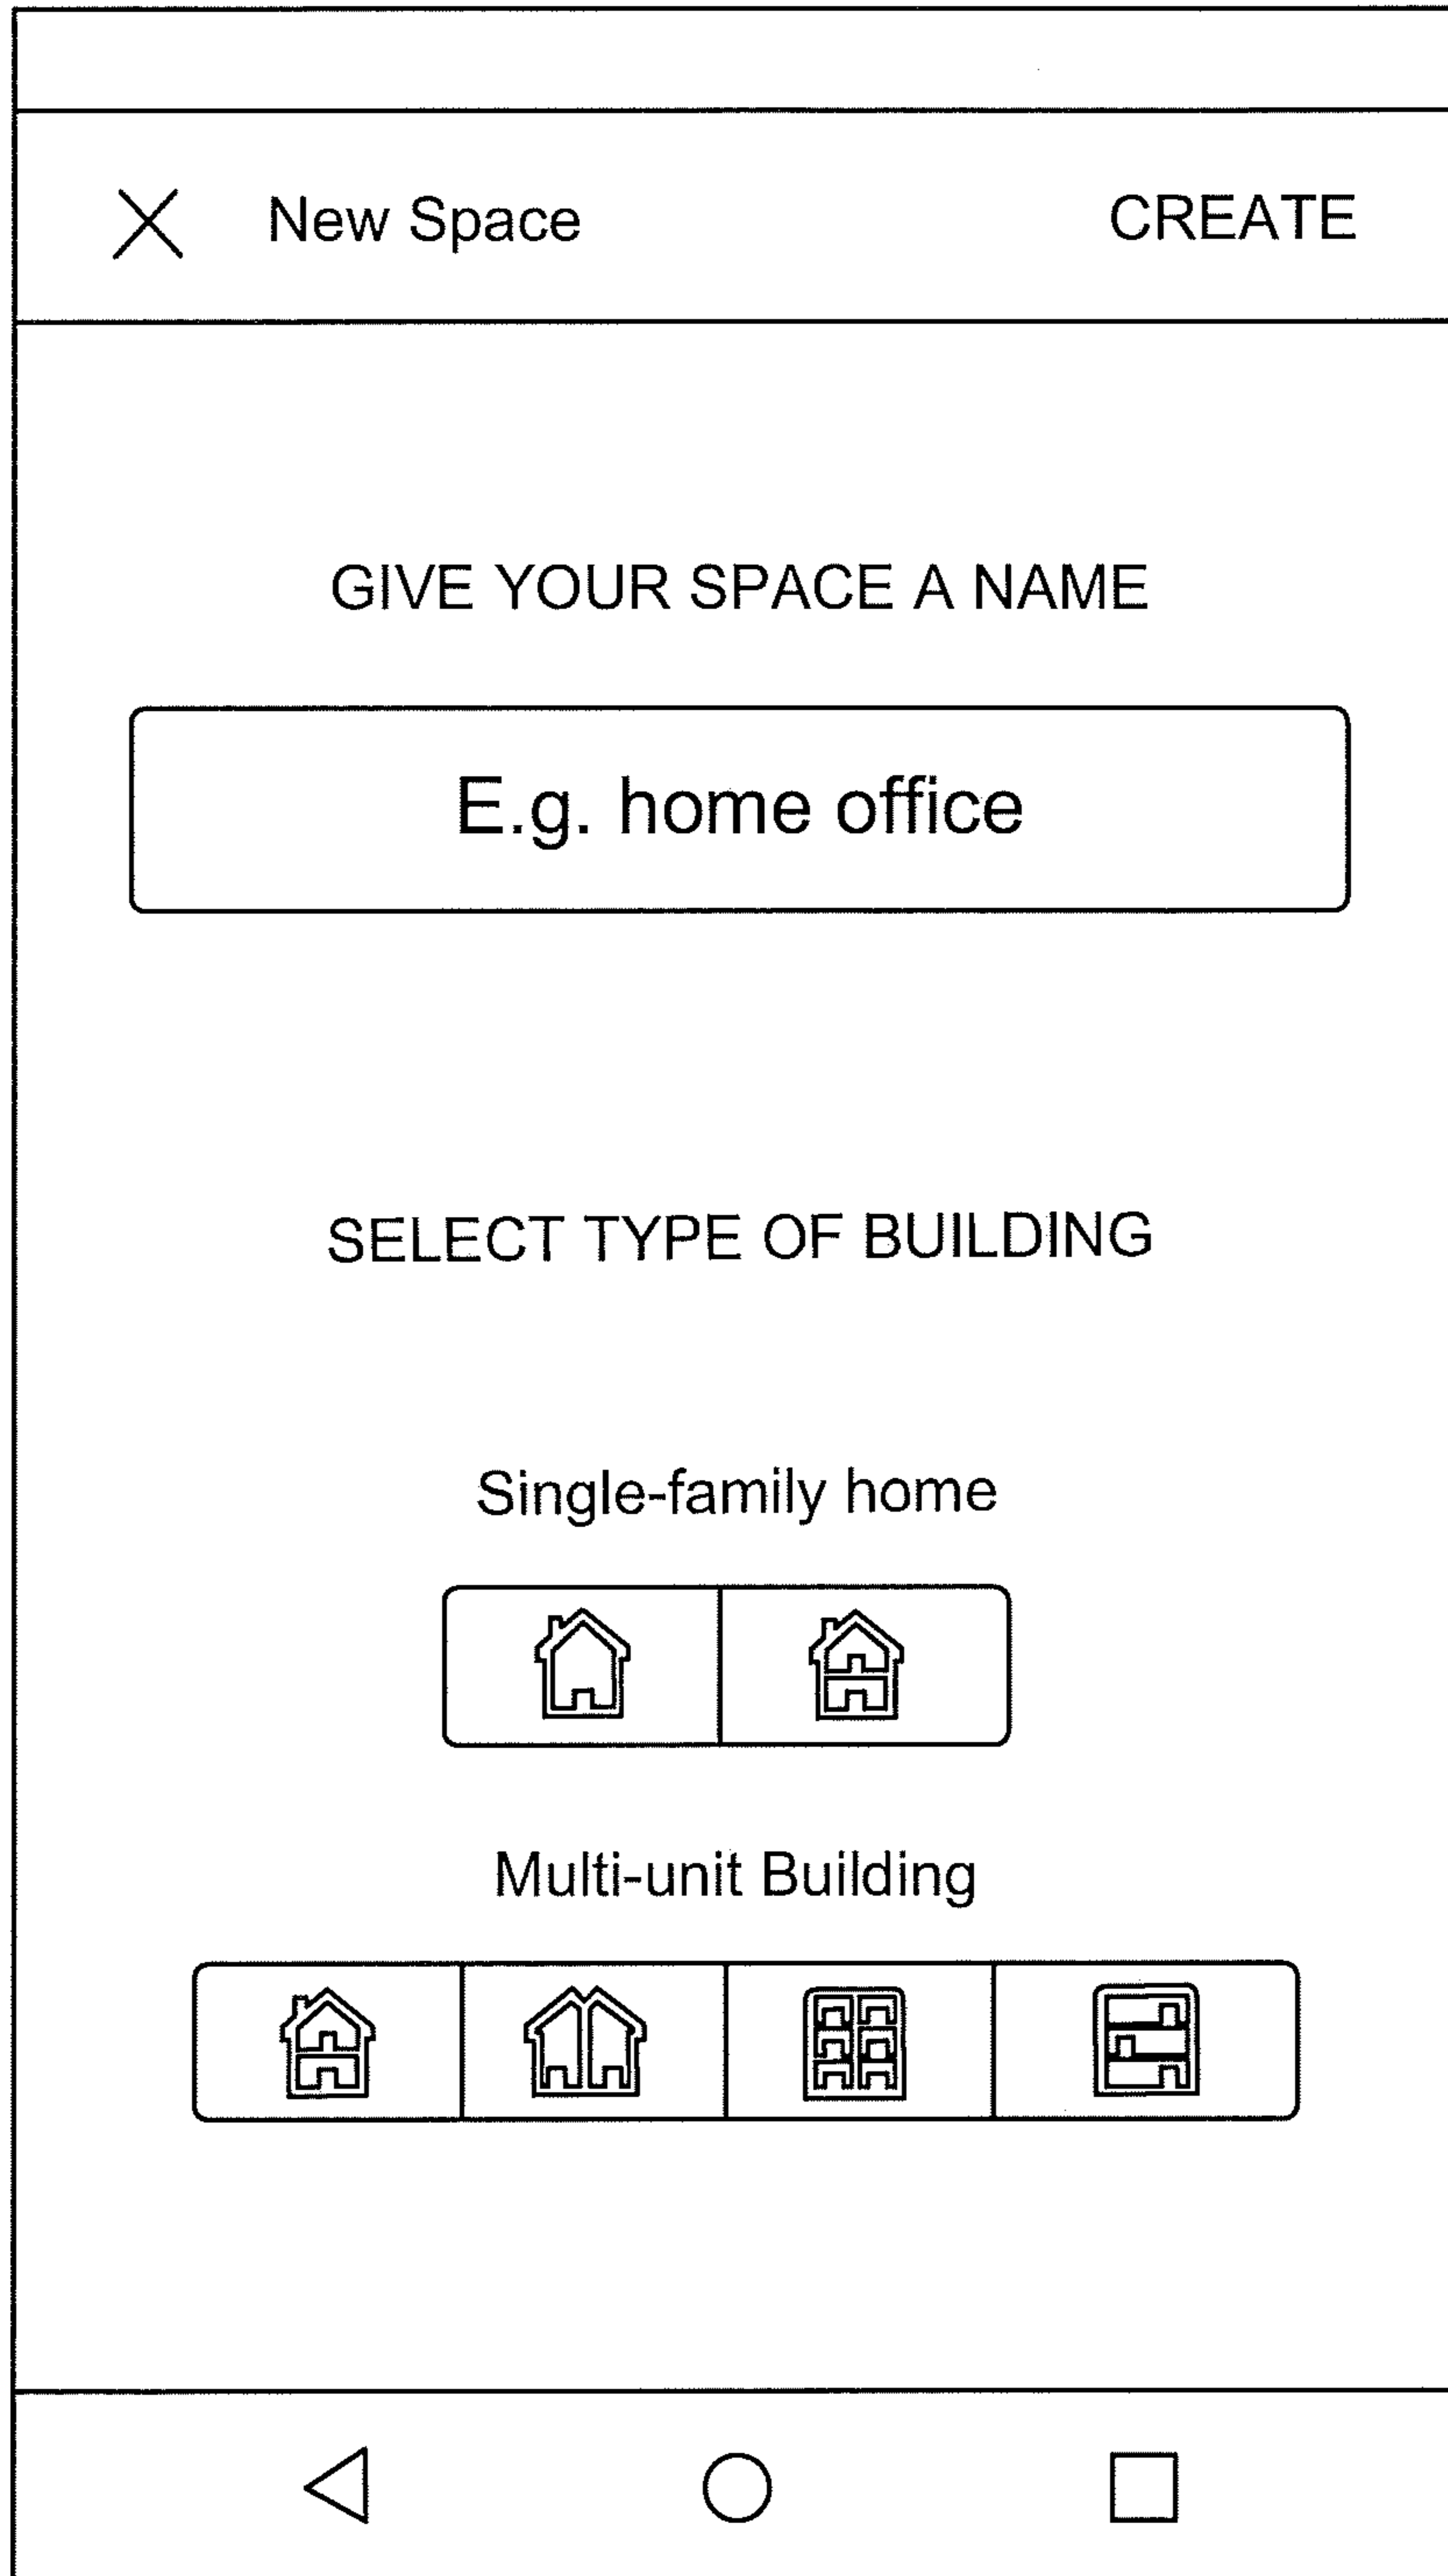 New Space CREATE
GIVE YOUR SPACE A NAME
E.g. home office
SELECT TYPE OF BUILDING
Single-family home
Multi-unit Building